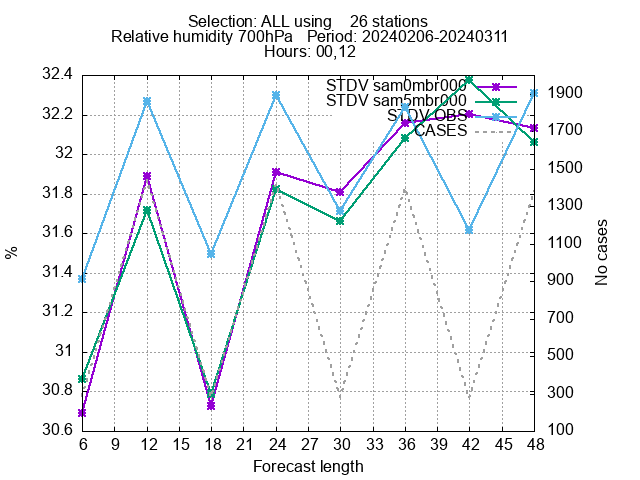 Selection: ALL using    26 stations
Relative humidity 700hPa   Period: 20240206-20240311
Hours: 00,12
STDV sam0mbr000
STDV sam5mbr000
STDV OBS
CASES
32.4
32.2
32
31.8
31.6
31.4
31.2
31
30.8
30.6
%
1900
1700
1500
1300
1100
900
700
500
300
100
No cases
6 9 12 15 18 21 24 27 30 33 36 39 42 45 48
Forecast length